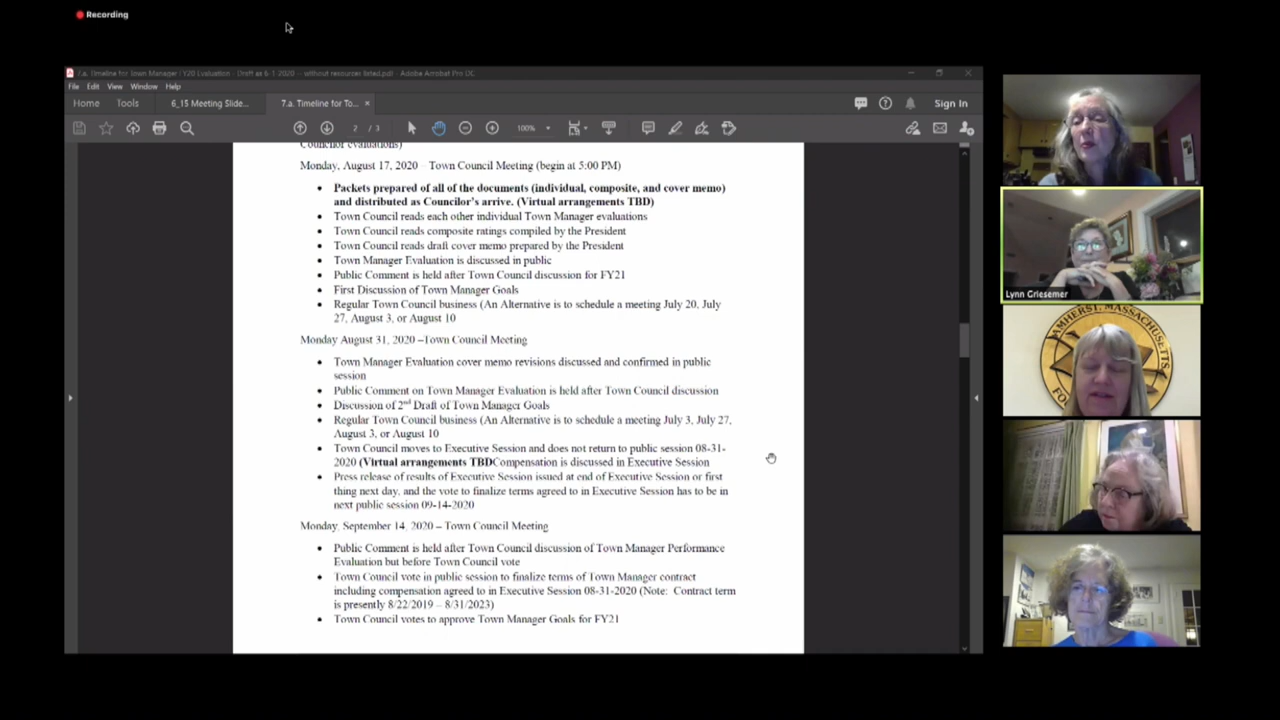 Recording
7.a. Timeline for Town Manager FY20 Evaluation - Draft as 6-1-2020 -- without resources listed.pdf - Adobe Acrobat Pro DC
File Edit View Window Help
Home Tools 6_15 Meeting Slide... 7.a. Timeline for To... × Sign In
2 / 3 100%
Councilor evaluations)
Monday, August 17, 2020 – Town Council Meeting (begin at 5:00 PM)
• Packets prepared of all of the documents (individual, composite, and cover memo)
and distributed as Councilor's arrive. (Virtual arrangements TBD)
• Town Council reads each other individual Town Manager evaluations
• Town Council reads composite ratings compiled by the President
• Town Council reads draft cover memo prepared by the President
• Town Manager Evaluation is discussed in public
• Public Comment is held after Town Council discussion for FY21
• First Discussion of Town Manager Goals
• Regular Town Council business (An Alternative is to schedule a meeting July 20, July
27, August 3, or August 10
Monday August 31, 2020 –Town Council Meeting
• Town Manager Evaluation cover memo revisions discussed and confirmed in public
session
• Public Comment on Town Manager Evaluation is held after Town Council discussion
• Discussion of 2nd Draft of Town Manager Goals
• Regular Town Council business (An Alternative is to schedule a meeting July 3, July 27,
August 3, or August 10
• Town Council moves to Executive Session and does not return to public session 08-31-
2020 (Virtual arrangements TBDCompensation is discussed in Executive Session
• Press release of results of Executive Session issued at end of Executive Session or first
thing next day, and the vote to finalize terms agreed to in Executive Session has to be in
next public session 09-14-2020
Monday, September 14, 2020 – Town Council Meeting
• Public Comment is held after Town Council discussion of Town Manager Performance
Evaluation but before Town Council vote
• Town Council vote in public session to finalize terms of Town Manager contract
including compensation agreed to in Executive Session 08-31-2020 (Note: Contract term
is presently 8/22/2019 – 8/31/2023)
• Town Council votes to approve Town Manager Goals for FY21
Lynn Griesemer
AMHERST, MASSACHUSETTS